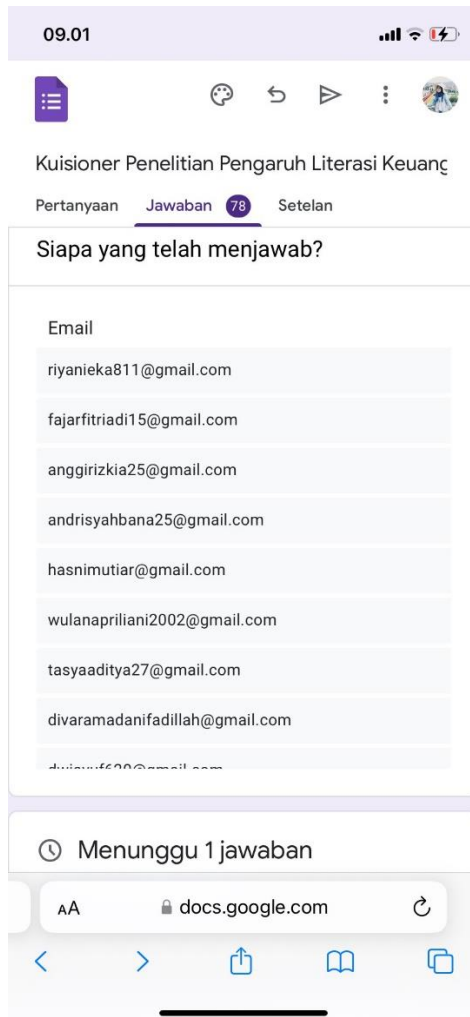 09.01
Kuisioner Penelitian Pengaruh Literasi Keuang
Pertanyaan Jawaban 78 Setelan
Siapa yang telah menjawab?
Email
riyanieka811@gmail.com
fajarfitriadi15@gmail.com
anggirizkia25@gmail.com
andrisyahbana25@gmail.com
hasnimutiar@gmail.com
wulanapriliani2002@gmail.com
tasyaaditya27@gmail.com
divaramadanifadillah@gmail.com
Menunggu 1 jawaban
AA docs.google.com